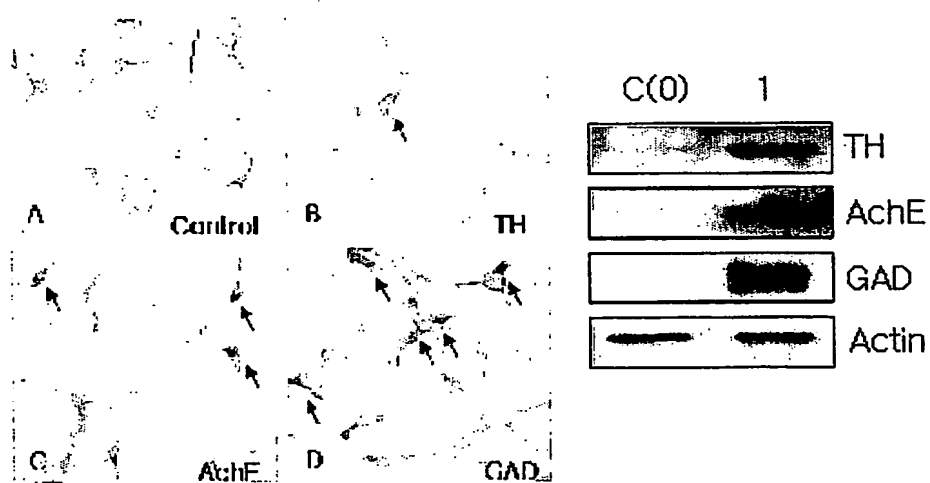 A
Control
B
TH
C
AchE
D
GAD
C(0) 1
TH
AchE
GAD
Actin